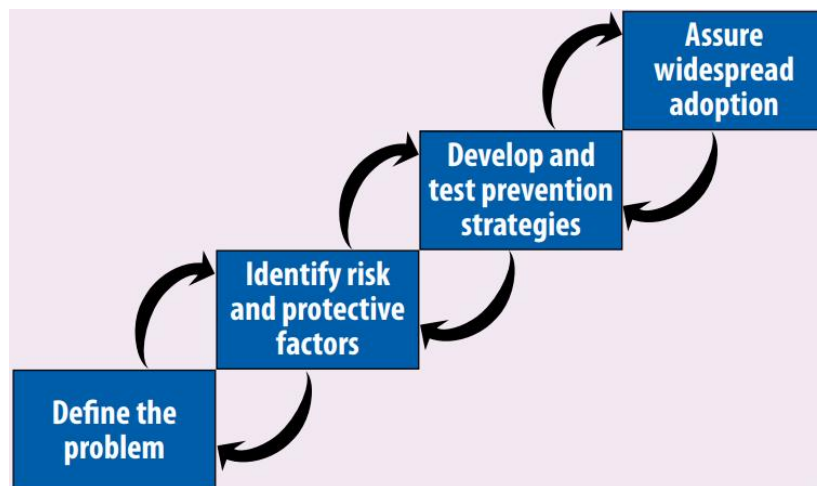 Assure
widespread
adoption
Develop and
test prevention
strategies
Identify risk
and protective
factors
Define the
problem